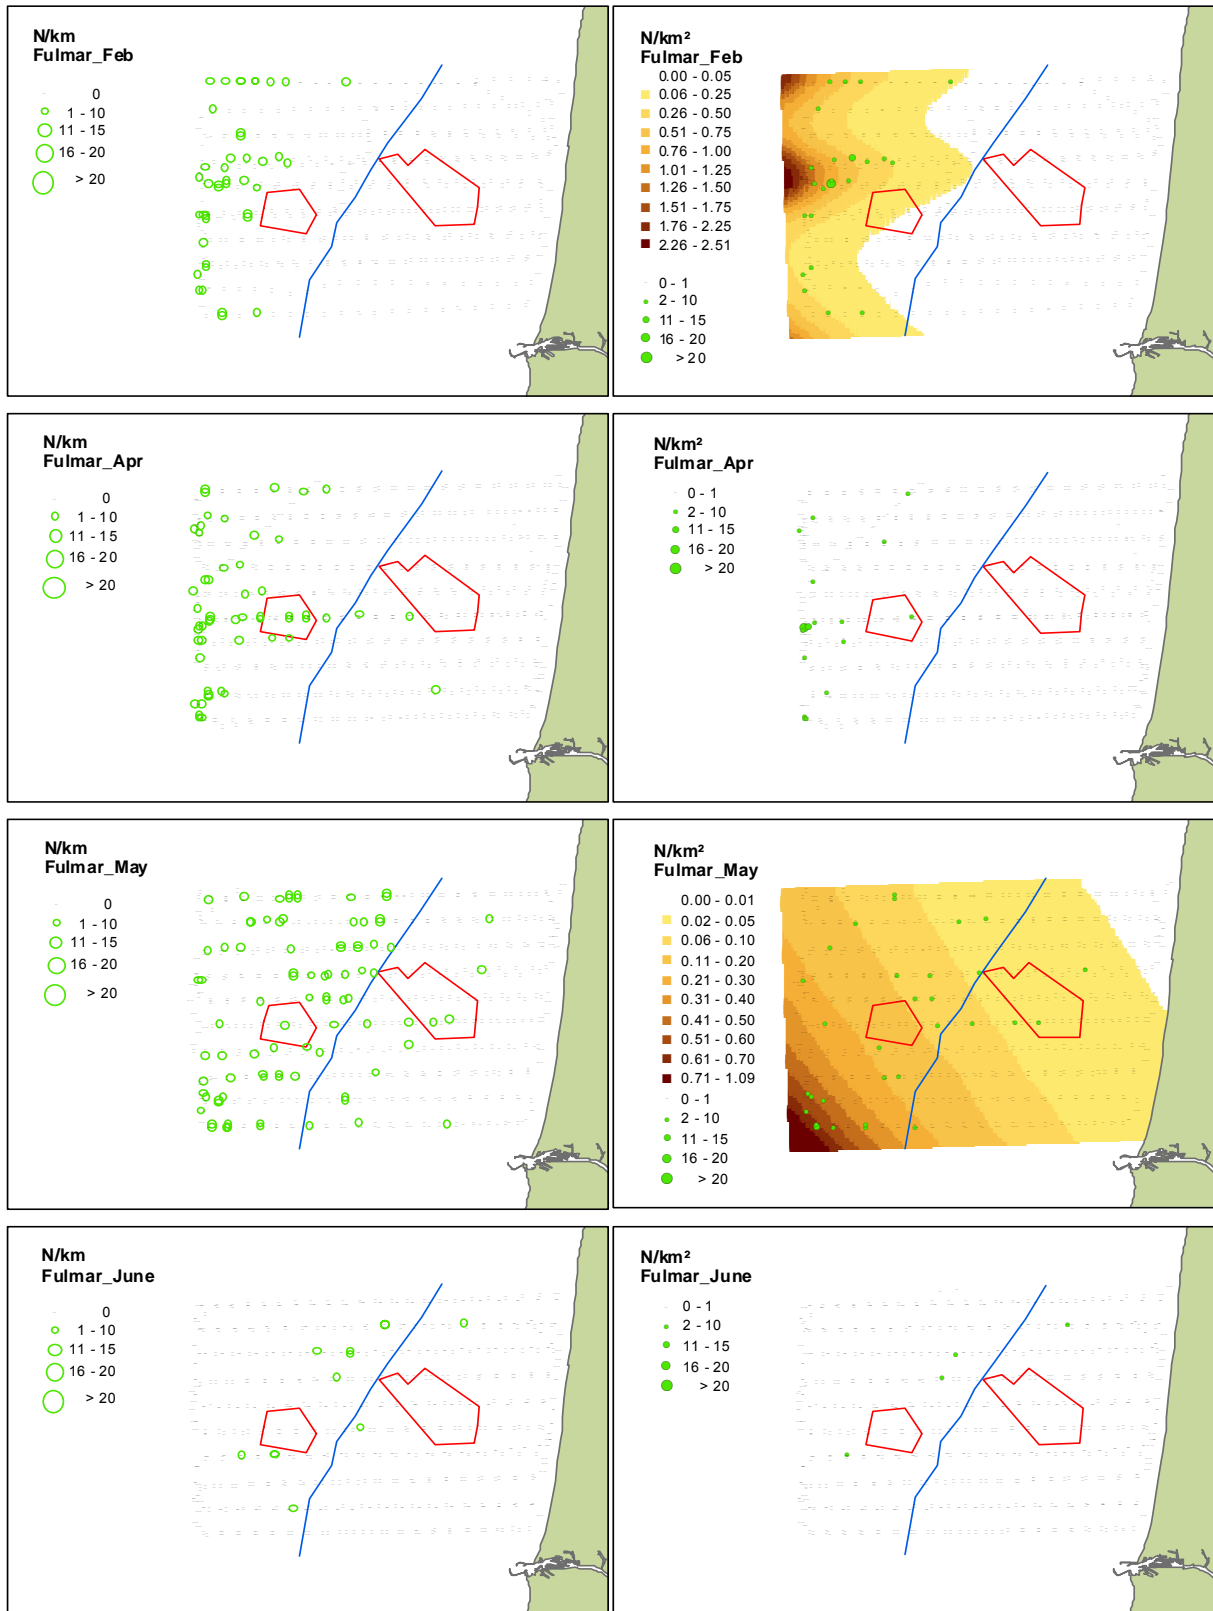 N/km
Fulmar_Feb
0
1 - 10
11 - 15
16 - 20
> 20
N/km²
Fulmar_Feb
0.00 - 0.05
0.06 - 0.25
0.26 - 0.50
0.51 - 0.75
0.76 - 1.00
1.01 - 1.25
1.26 - 1.50
1.51 - 1.75
1.76 - 2.25
2.26 - 2.51
0 - 1
2 - 10
11 - 15
16 - 20
> 20
N/km
Fulmar_Apr
0
1 - 10
11 - 15
16 - 20
> 20
N/km²
Fulmar_Apr
0 - 1
2 - 10
11 - 15
16 - 20
> 20
N/km
Fulmar_May
0
1 - 10
11 - 15
16 - 20
> 20
N/km²
Fulmar_May
0.00 - 0.01
0.02 - 0.05
0.06 - 0.10
0.11 - 0.20
0.21 - 0.30
0.31 - 0.40
0.41 - 0.50
0.51 - 0.60
0.61 - 0.70
0.71 - 1.09
0 - 1
2 - 10
11 - 15
16 - 20
> 20
N/km
Fulmar_June
0
1 - 10
11 - 15
16 - 20
> 20
N/km²
Fulmar_June
0 - 1
2 - 10
11 - 15
16 - 20
> 20